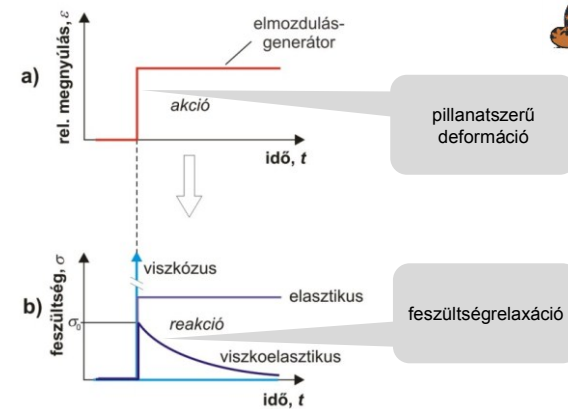 elmozdulás-
generátor
a)
rel. megnyúlás, ε
akció
pillanatszerű
deformáció
idő, t
b)
feszültség, σ
σ₀
viszkózus
elasztikus
reakció
viszkoelasztikus
feszültségrelaxáció
idő, t